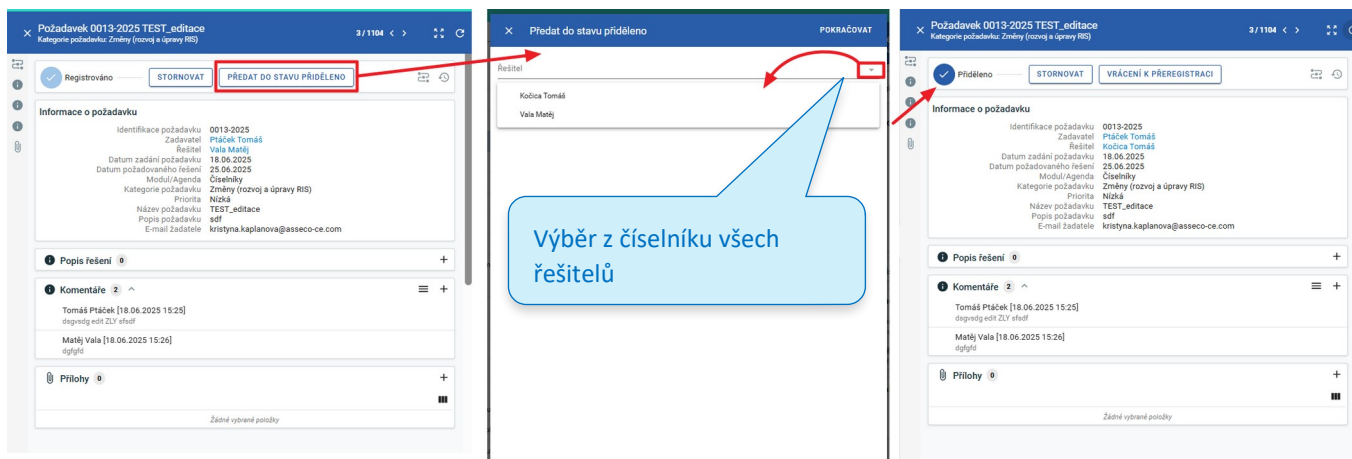 Požadavek 0013-2025 TEST_editace
Kategorie požadavku: Změny (rozvoj a úpravy RIS)
3 / 1104
Registrováno
STORNOVAT
PŘEDAT DO STAVU PŘIDĚLENO
Informace o požadavku
Identifikace požadavku 0013-2025
Zadavatel Ptáček Tomáš
Řešitel Vala Matěj
Datum zadání požadavku 18.06.2025
Datum požadovaného řešení 25.06.2025
Modul/Agenda Číselníky
Kategorie požadavku Změny (rozvoj a úpravy RIS)
Priorita Nízká
Název požadavku TEST_editace
Popis požadavku sdf
E-mail žadatele kristyna.kaplanova@asseco-ce.com
Popis řešení 0
Komentáře 2
Tomáš Ptáček [18.06.2025 15:25]
dsgvsdg edit ZLY sfsdf
Matěj Vala [18.06.2025 15:26]
dgfgfd
Přílohy 0
Žádné vybrané položky
Předat do stavu přiděleno
POKRAČOVAT
Řešitel
Kočica Tomáš
Vala Matěj
Výběr z číselníku všech
řešitelů
Požadavek 0013-2025 TEST_editace
Kategorie požadavku: Změny (rozvoj a úpravy RIS)
3 / 1104
Přiděleno
STORNOVAT
VRÁCENÍ K PŘEREGISTRACI
Informace o požadavku
Identifikace požadavku 0013-2025
Zadavatel Ptáček Tomáš
Řešitel Kočica Tomáš
Datum zadání požadavku 18.06.2025
Datum požadovaného řešení 25.06.2025
Modul/Agenda Číselníky
Kategorie požadavku Změny (rozvoj a úpravy RIS)
Priorita Nízká
Název požadavku TEST_editace
Popis požadavku sdf
E-mail žadatele kristyna.kaplanova@asseco-ce.com
Popis řešení 0
Komentáře 2
Tomáš Ptáček [18.06.2025 15:25]
dsgvsdg edit ZLY sfsdf
Matěj Vala [18.06.2025 15:26]
dgfgfd
Přílohy 0
Žádné vybrané položky